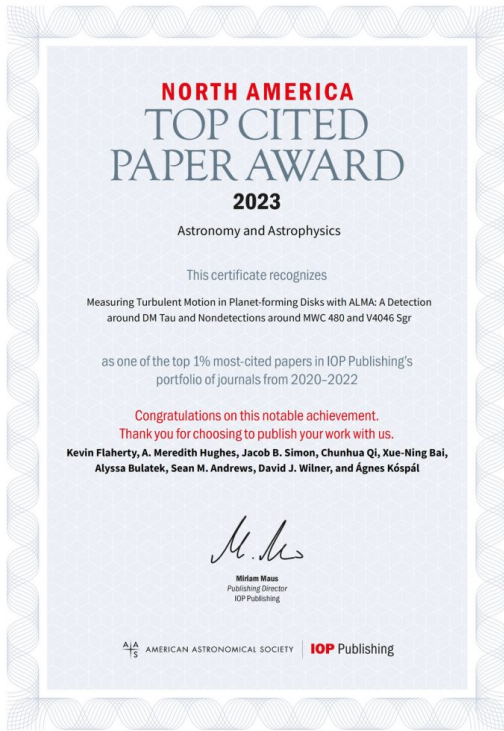 NORTH AMERICA
TOP CITED
PAPER AWARD
2023
Astronomy and Astrophysics
This certificate recognizes
Measuring Turbulent Motion in Planet-forming Disks with ALMA: A Detection
around DM Tau and Nondetections around MWC 480 and V4046 Sgr
as one of the top 1% most-cited papers in IOP Publishing's
portfolio of journals from 2020–2022
Congratulations on this notable achievement.
Thank you for choosing to publish your work with us.
Kevin Flaherty, A. Meredith Hughes, Jacob B. Simon, Chunhua Qi, Xue-Ning Bai,
Alyssa Bulatek, Sean M. Andrews, David J. Wilner, and Ágnes Kóspál
Miriam Maus
Publishing Director
IOP Publishing
AAS AMERICAN ASTRONOMICAL SOCIETY IOP Publishing